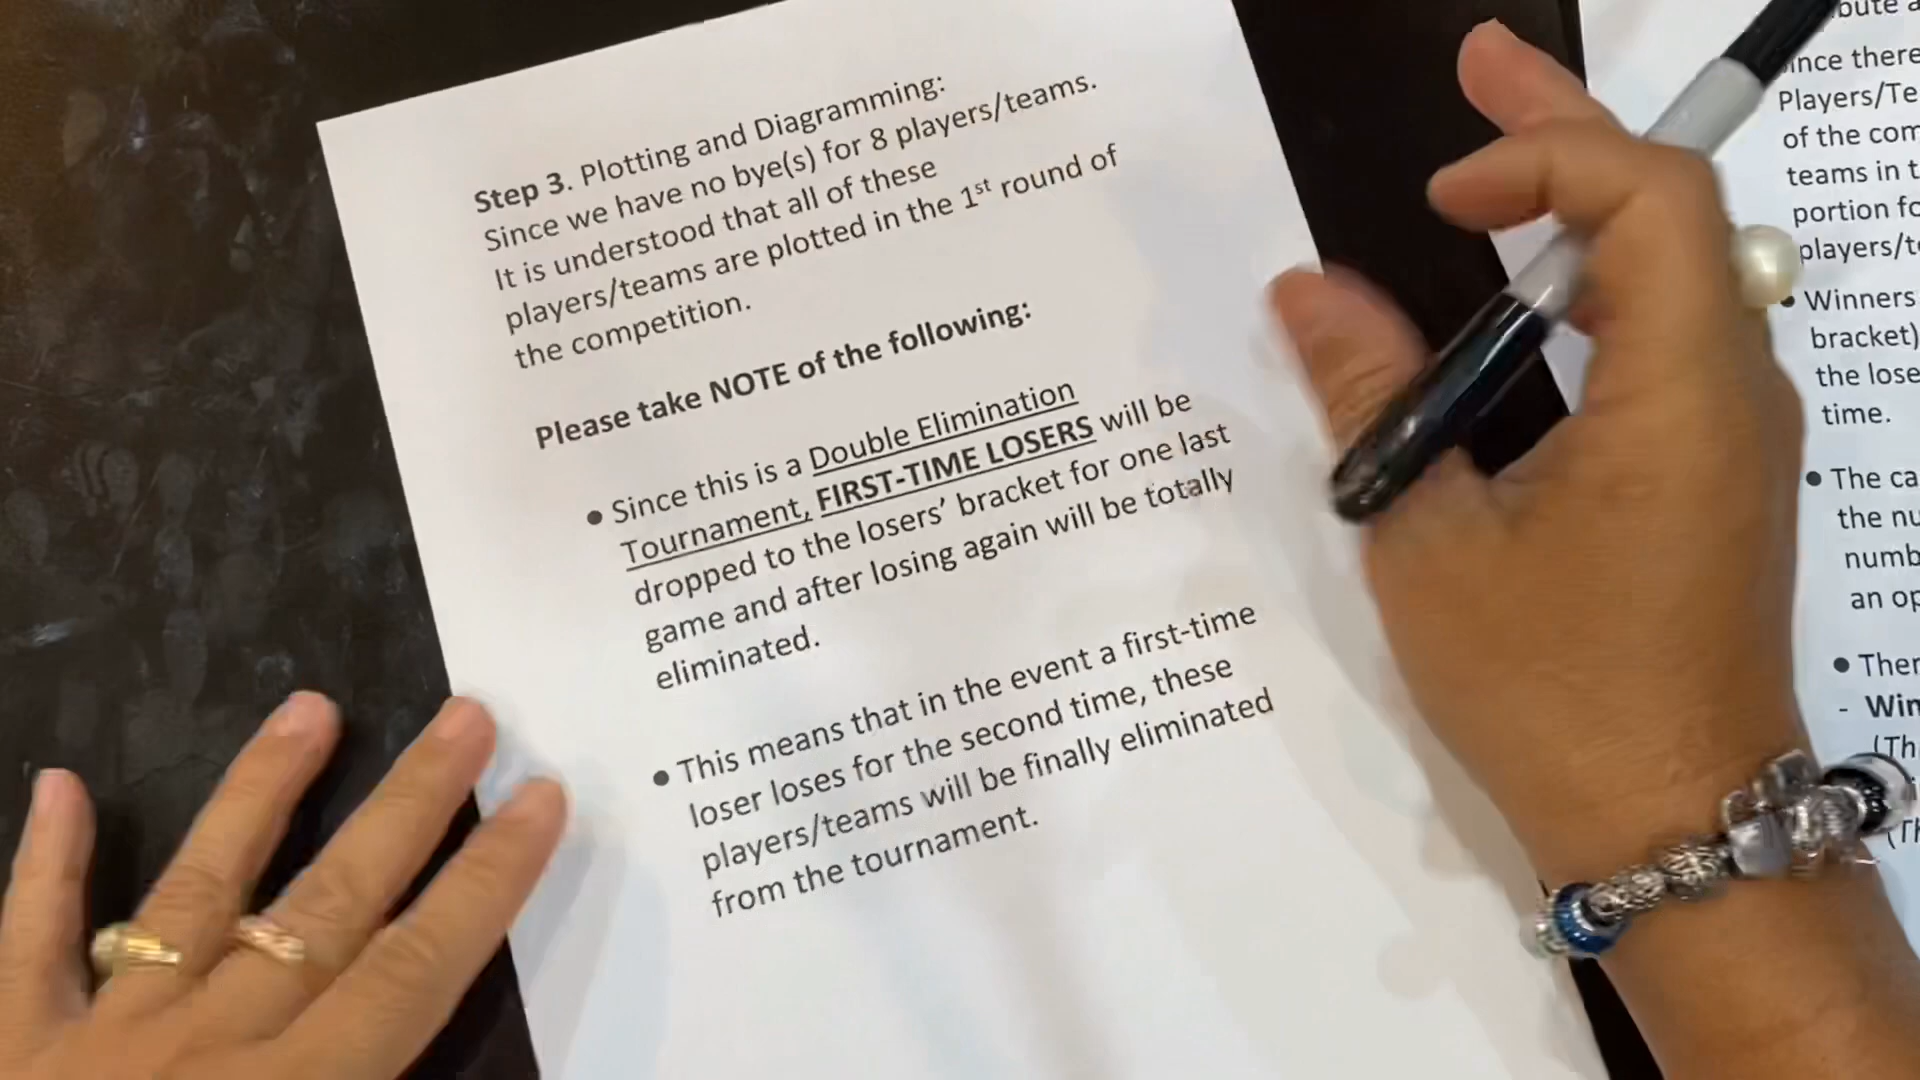 Step 3. Plotting and Diagramming:
Since we have no bye(s) for 8 players/teams.
It is understood that all of these
players/teams are plotted in the 1st round of
the competition.
Please take NOTE of the following:
● Since this is a Double Elimination
Tournament, FIRST-TIME LOSERS will be
dropped to the losers’ bracket for one last
game and after losing again will be totally
eliminated.
● This means that in the event a first-time
loser loses for the second time, these
players/teams will be finally eliminated
from the tournament.
there
Players/Te
of the com
teams in t
portion fo
players/te
● Winners
bracket)
the lose
time.
● The ca
the nu
numb
an op
● Ther
- Win
(Th
(Th